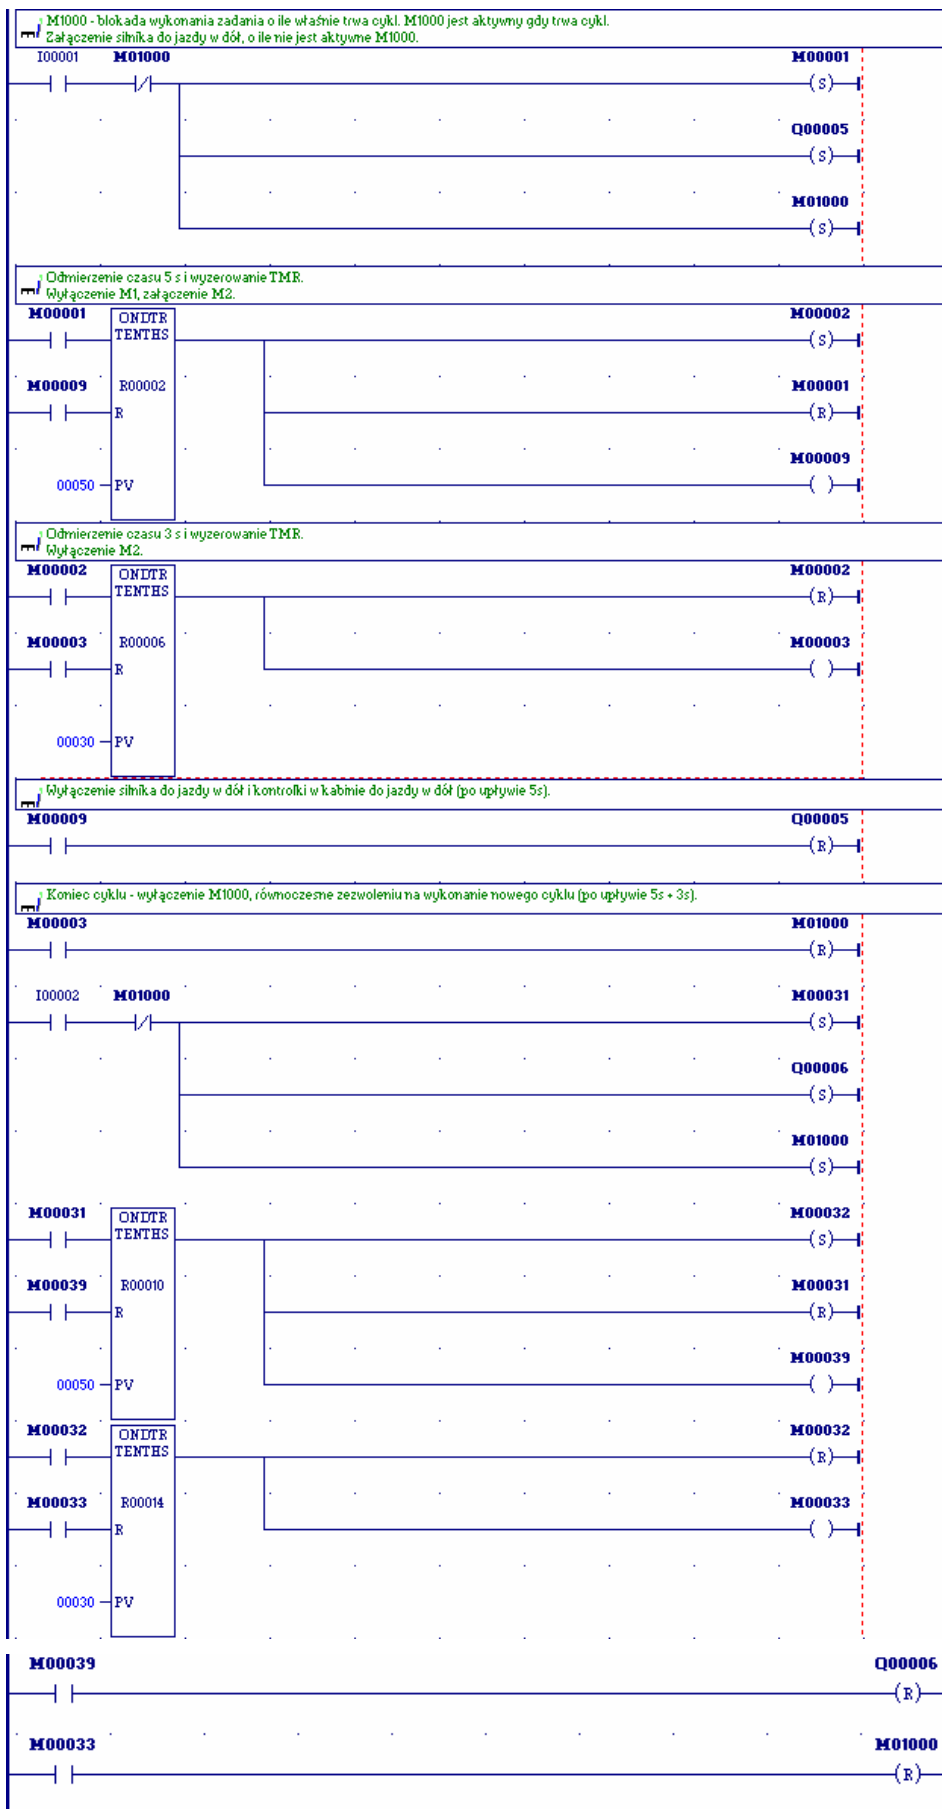 M1000 - blokada wykonania zadania o ile właśnie trwa cykl. M1000 jest aktywny gdy trwa cykl.
Załączenie silnika do jazdy w dół, o ile nie jest aktywne M1000.
I00001 M01000 M00001
(S)
Q00005
(S)
M01000
(S)
Odmierzenie czasu 5 s i wyzerowanie TMR.
Wyłączenie M1, załączenie M2.
M00001 ONDTR M00002
TENTHS (S)
M00009 R00002 M00001
R (R)
M00009
00050 PV ( )
Odmierzenie czasu 3 s i wyzerowanie TMR.
Wyłączenie M2.
M00002 ONDTR M00002
TENTHS (R)
M00003 R00006 M00003
R ( )
00030 PV
Wyłączenie silnika do jazdy w dół i kontrolki w kabinie do jazdy w dół (po upływie 5s).
M00009 Q00005
(R)
Koniec cyklu - wyłączenie M1000, równoczesne zezwoleniu na wykonanie nowego cyklu (po upływie 5s + 3s).
M00003 M01000
(R)
I00002 M01000 M00031
(S)
Q00006
(S)
M01000
(S)
M00031 ONDTR M00032
TENTHS (S)
M00039 R00010 M00031
R (R)
M00039
00050 PV ( )
M00032 ONDTR M00032
TENTHS (R)
M00033 R00014 M00033
R ( )
00030 PV
M00039 Q00006
(R)
M00033 M01000
(R)